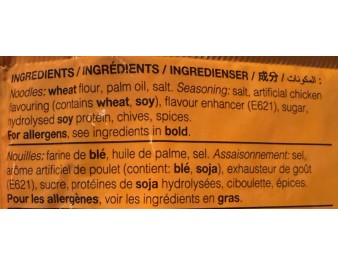 INGREDIENTS / INGRÉDIENTS / INGREDIENSER / 成分 / المكونات :
Noodles: wheat flour, palm oil, salt. Seasoning: salt, artificial chicken
flavouring (contains wheat, soy), flavour enhancer (E621), sugar,
hydrolysed soy protein, chives, spices.
For allergens, see ingredients in bold.
Nouilles: farine de blé, huile de palme, sel. Assaisonnement: sel,
arôme artificiel de poulet (contient: blé, soja), exhausteur de goût
(E621), sucre, protéines de soja hydrolysées, ciboulette, épices.
Pour les allergènes, voir les ingrédients en gras.